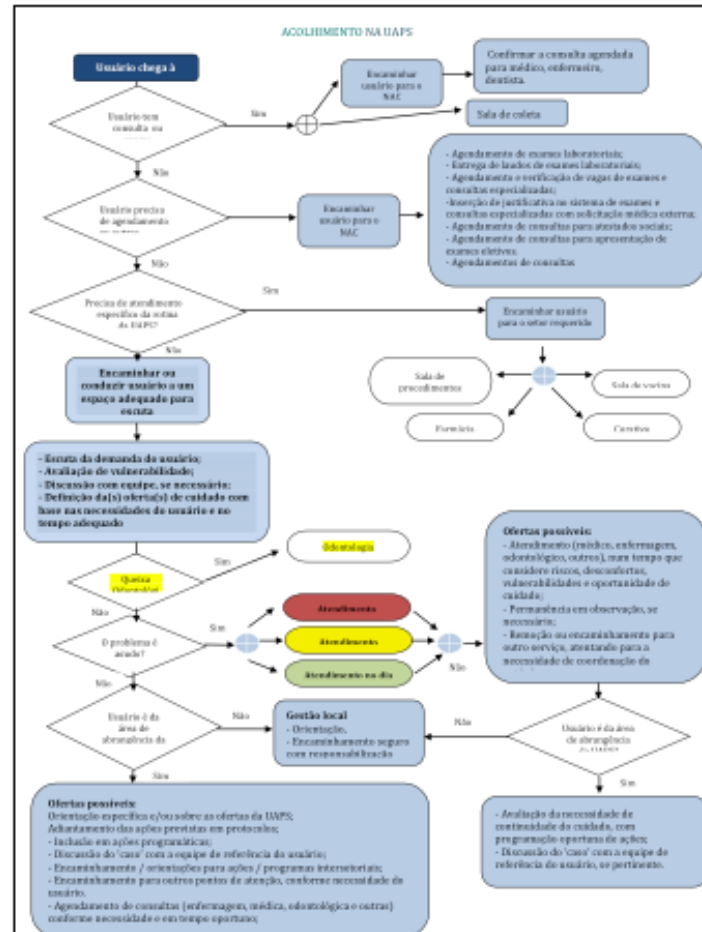 ACOLHIMENTO NA UAPS
Usuário chega à
Encaminhar
usuário para o
NAC
Confirmar a consulta agendada
para médico, enfermeiro,
dentista.
Usuário tem
consulta ou
Sim
Sala de coleta
Não
Usuário precisa
de agendamento
Encaminhar
usuário para o
NAC
- Agendamento de exames laboratoriais;
- Entrega de laudos de exames laboratoriais;
- Agendamento e verificação de vagas de exames e
consultas especializadas;
-Inserção de justificativa no sistema de exames e
consultas especializadas com solicitação médica externa;
- Agendamento de consultas para atestados sociais;
- Agendamento de consultas para apresentação de
exames eletivos.
- Agendamentos de consultas
Não
Precisa de atendimento
específico da rotina
da UAPS?
Sim
Encaminhar usuário
para o setor requerido
Não
Encaminhar ou
conduzir usuário a um
espaço adequado para
escuta
Sala de
procedimentos
Sala de vacina
Farmácia
Curativo
- Escuta da demanda do usuário;
- Avaliação de vulnerabilidade;
- Discussão com equipe, se necessário;
- Definição da(s) oferta(s) de cuidado com
base nas necessidades do usuário e no
tempo adequado
Sim
Odontologia
Queixa
Não
O problema é
agudo?
Sim
Atendimento
Atendimento
Atendimento no dia
Não
Ofertas possíveis:
- Atendimento (médico, enfermagem,
odontológico, outros), num tempo que
considere riscos, desconfortos,
vulnerabilidades e oportunidade de
cuidado;
- Permanência em observação, se
necessário;
- Remoção ou encaminhamento para
outro serviço, atentando para a
necessidade de coordenação do
Não
Usuário é da
área de
abrangência da
Não
Gestão local
- Orientação,
- Encaminhamento seguro
com responsabilização
Não
Usuário é da área
de abrangência
Sim
Sim
Ofertas possíveis:
Orientação específica e/ou sobre as ofertas da UAPS;
Adiantamento das ações previstas em protocolos;
- Inclusão em ações programáticas;
- Discussão do 'caso' com a equipe de referência do usuário;
- Encaminhamento / orientações para ações / programas intersetoriais;
- Encaminhamento para outros pontos de atenção, conforme necessidade do
usuário.
- Agendamento de consultas (enfermagem, médica, odontológica e outras)
conforme necessidade e em tempo oportuno;
- Avaliação da necessidade de
continuidade do cuidado, com
programação oportuna de ações;
- Discussão do 'caso' com a equipe de
referência do usuário, se pertinente.